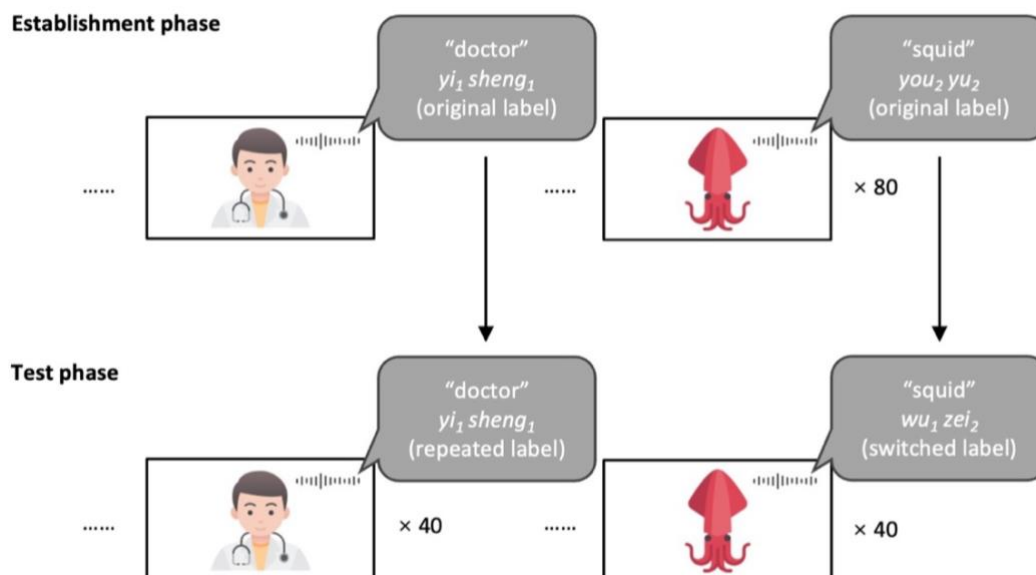 Establishment phase
“doctor”
yi₁ sheng₁
(original label)
“squid”
you₂ yu₂
(original label)
......
......
× 80
Test phase
“doctor”
yi₁ sheng₁
(repeated label)
“squid”
wu₁ zei₂
(switched label)
......
× 40
......
× 40